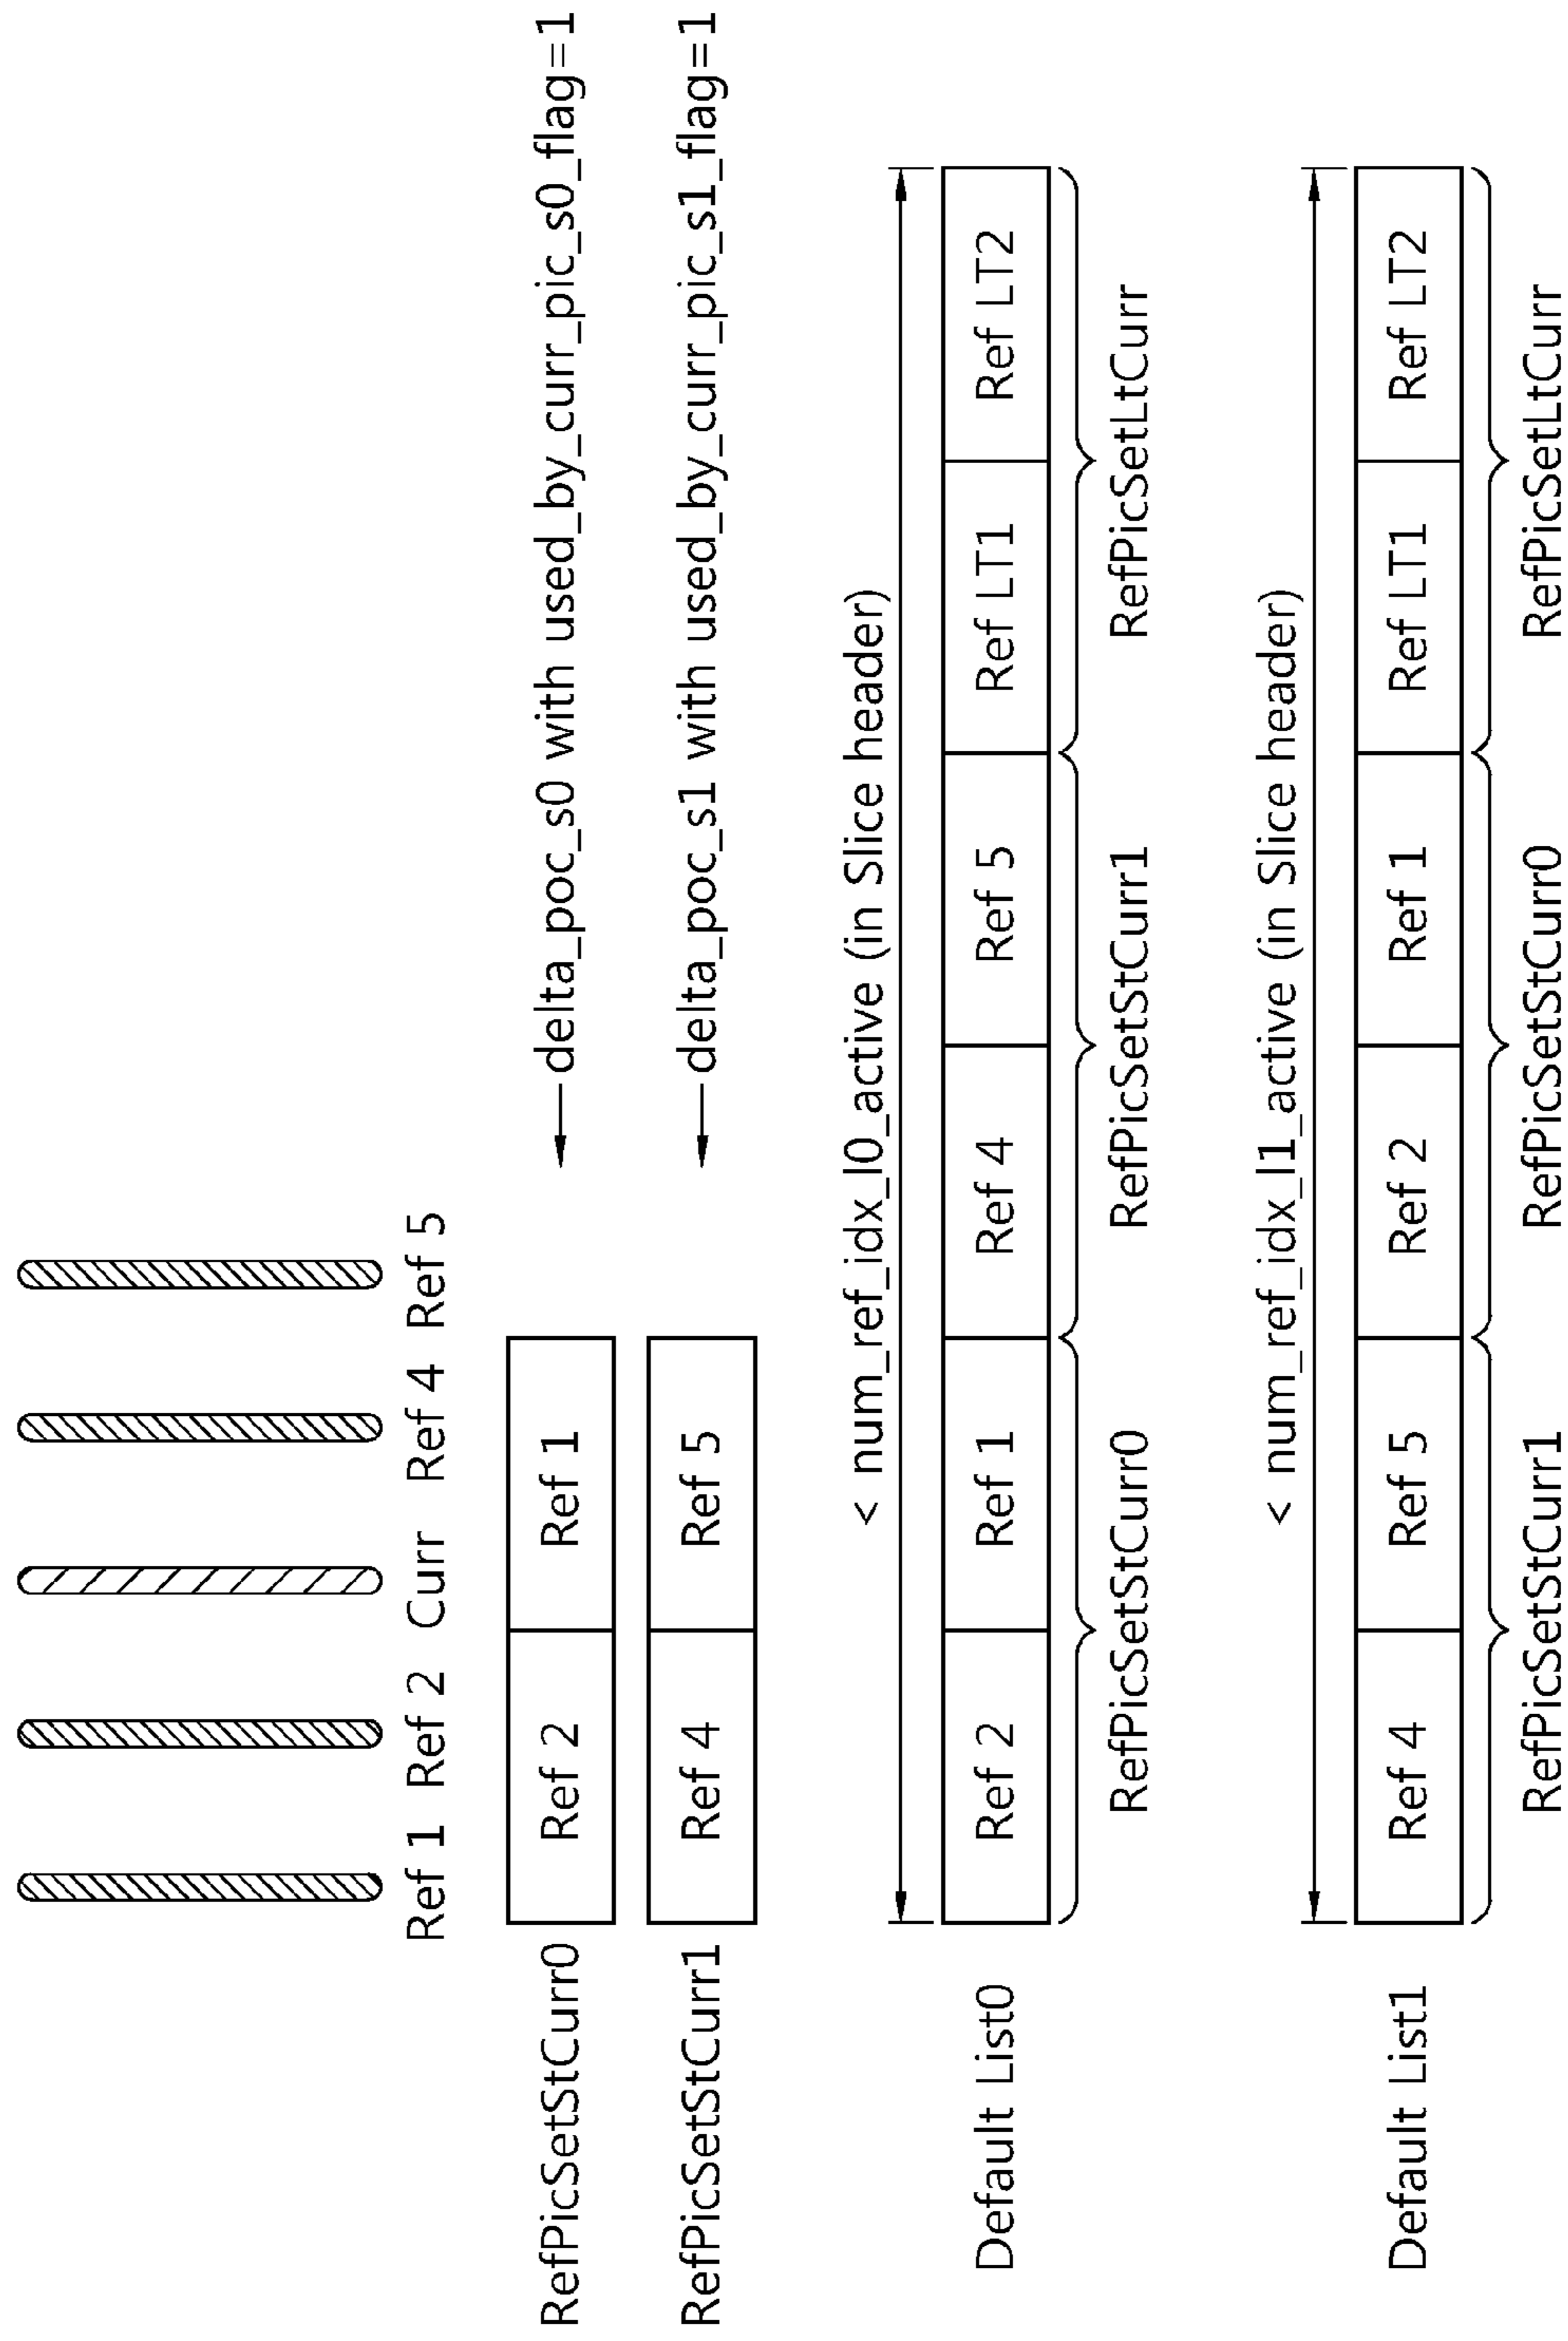 Ref 1 Ref 2 Curr Ref 4 Ref 5
RefPicSetStCurr0 Ref 2 Ref 1 delta_poc_s0 with used_by_curr_pic_s0_flag=1
RefPicSetStCurr1 Ref 4 Ref 5 delta_poc_s1 with used_by_curr_pic_s1_flag=1
< num_ref_idx_l0_active (in Slice header)
Default List0 Ref 2 Ref 1 Ref 4 Ref 5 Ref LT1 Ref LT2
RefPicSetStCurr0 RefPicSetStCurr1 RefPicSetLtCurr
< num_ref_idx_l1_active (in Slice header)
Default List1 Ref 4 Ref 5 Ref 2 Ref 1 Ref LT1 Ref LT2
RefPicSetStCurr1 RefPicSetStCurr0 RefPicSetLtCurr